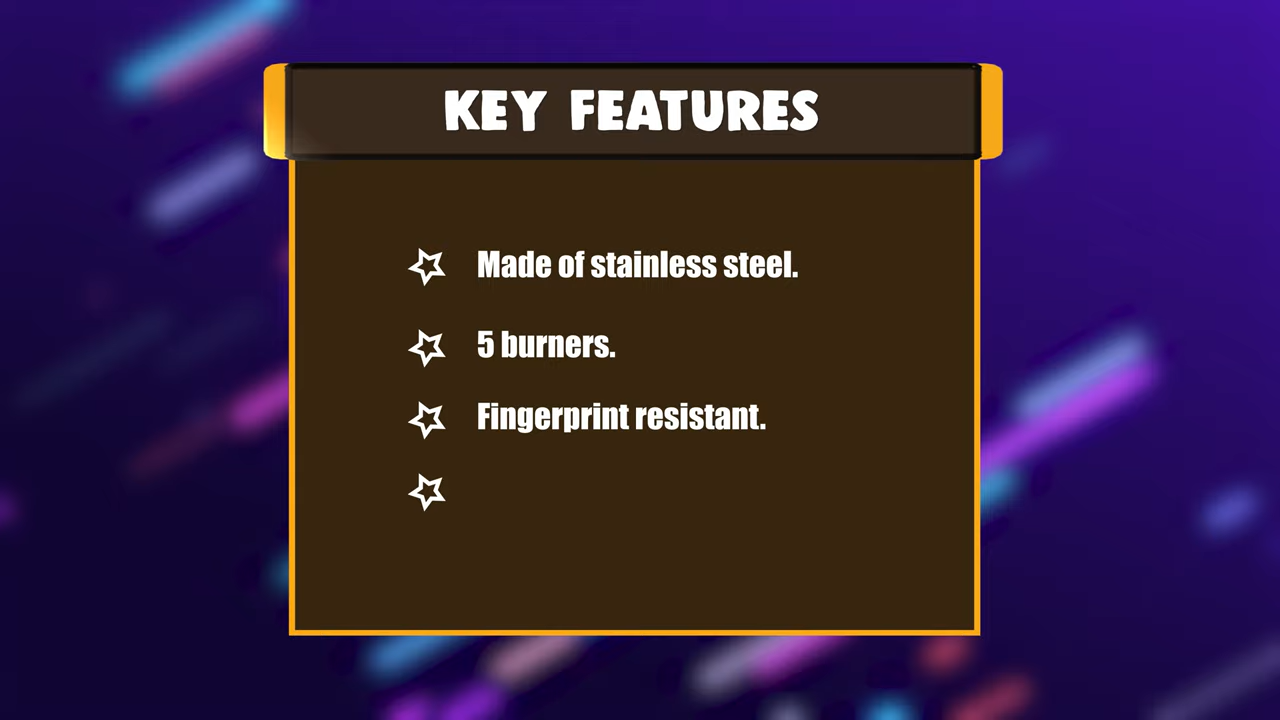 KEY FEATURES
Made of stainless steel.
5 burners.
Fingerprint resistant.